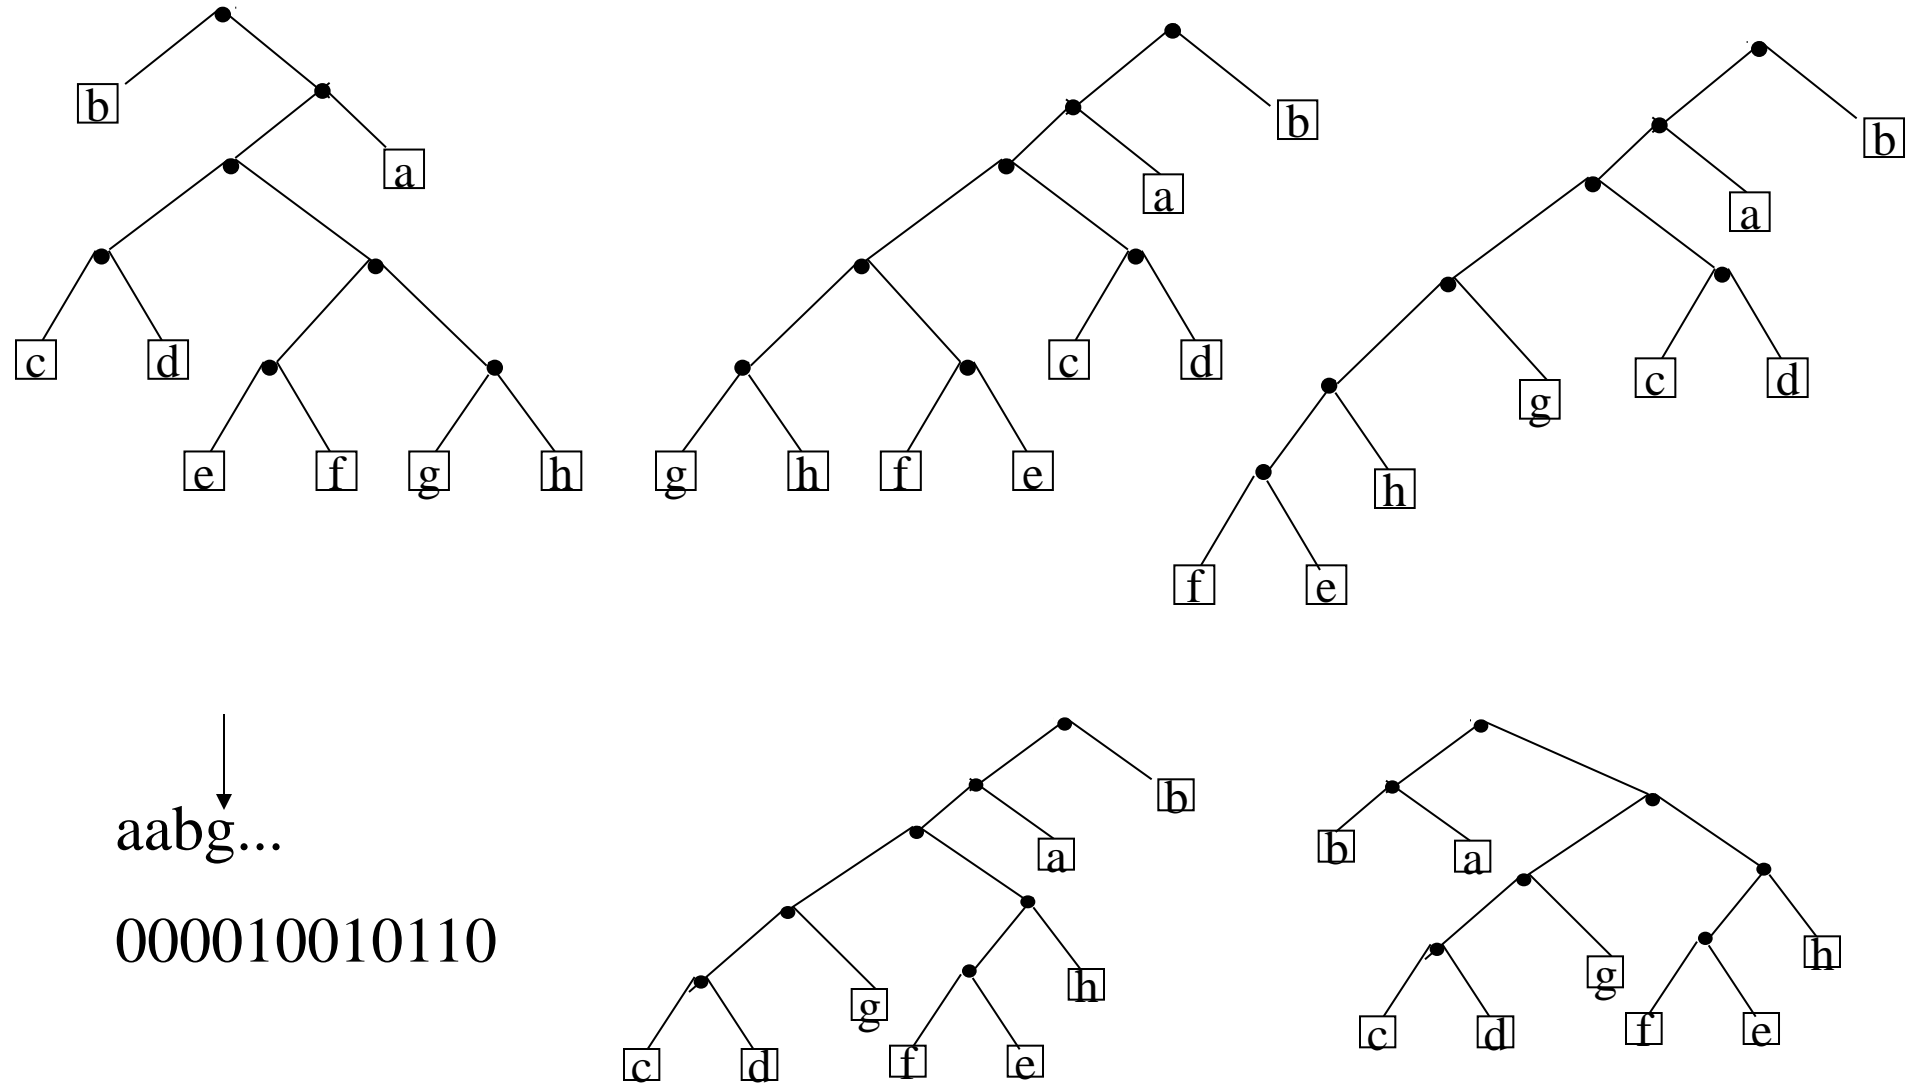 b
a
c d
e f g h
b
a
c d
g h f e
b
a
g c d
h
f e
aabg...
000010010110
b
a
g h
c d f e
b a
g h
c d f e